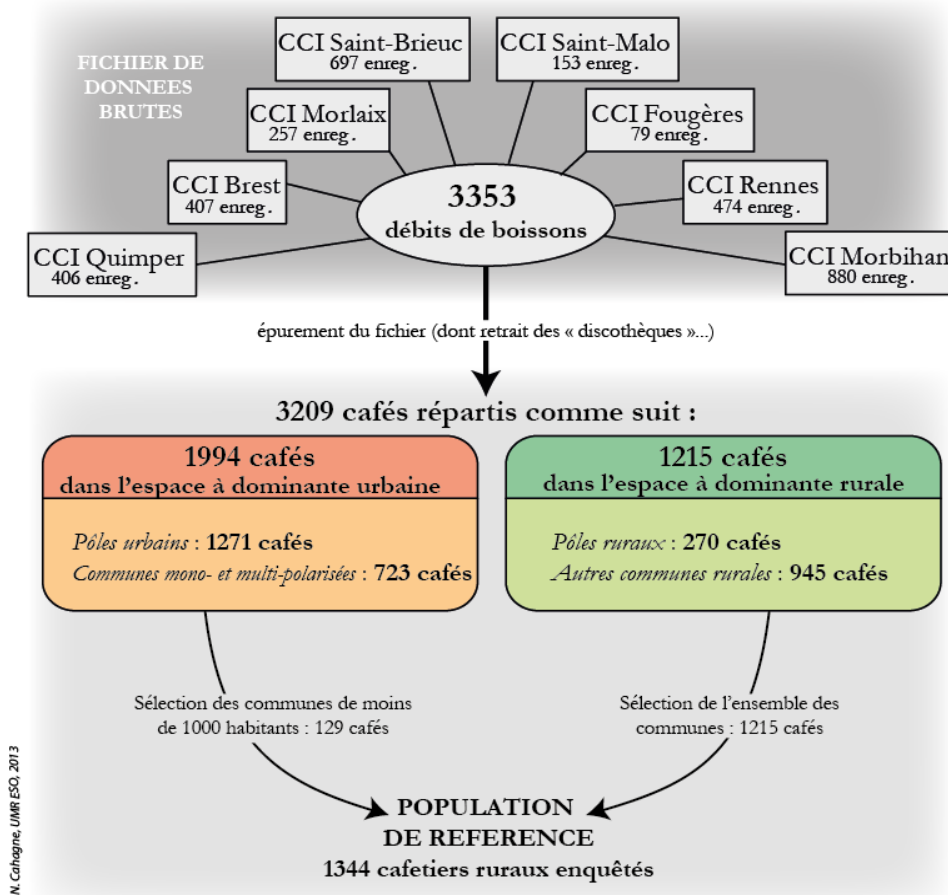 FICHIER DE
DONNEES
BRUTES
CCI Saint-Brieuc
697 enreg.
CCI Saint-Malo
153 enreg.
CCI Morlaix
257 enreg.
CCI Fougères
79 enreg.
CCI Brest
407 enreg.
CCI Rennes
474 enreg.
CCI Quimper
406 enreg.
CCI Morbihan
880 enreg.
3353
débits de boissons
épurement du fichier (dont retrait des « discothèques »...)
3209 cafés répartis comme suit :
1994 cafés
dans l'espace à dominante urbaine
Pôles urbains : 1271 cafés
Communes mono- et multi-polarisées : 723 cafés
1215 cafés
dans l'espace à dominante rurale
Pôles ruraux : 270 cafés
Autres communes rurales : 945 cafés
Sélection des communes de moins
de 1000 habitants : 129 cafés
Sélection de l'ensemble des
communes : 1215 cafés
POPULATION
DE REFERENCE
1344 cafetiers ruraux enquêtés
N. Cahagne, UMR ESO, 2013